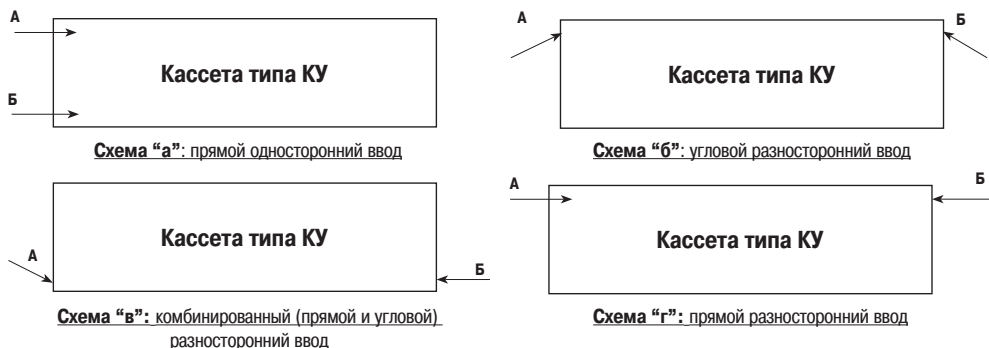 А
Б
Кассета типа КУ
Схема “а”: прямой односторонний ввод
А
Б
Кассета типа КУ
Схема “б”: угловой разносторонний ввод
А
Б
Кассета типа КУ
Схема “в”: комбинированный (прямой и угловой)
разносторонний ввод
А
Б
Кассета типа КУ
Схема “г”: прямой разносторонний ввод